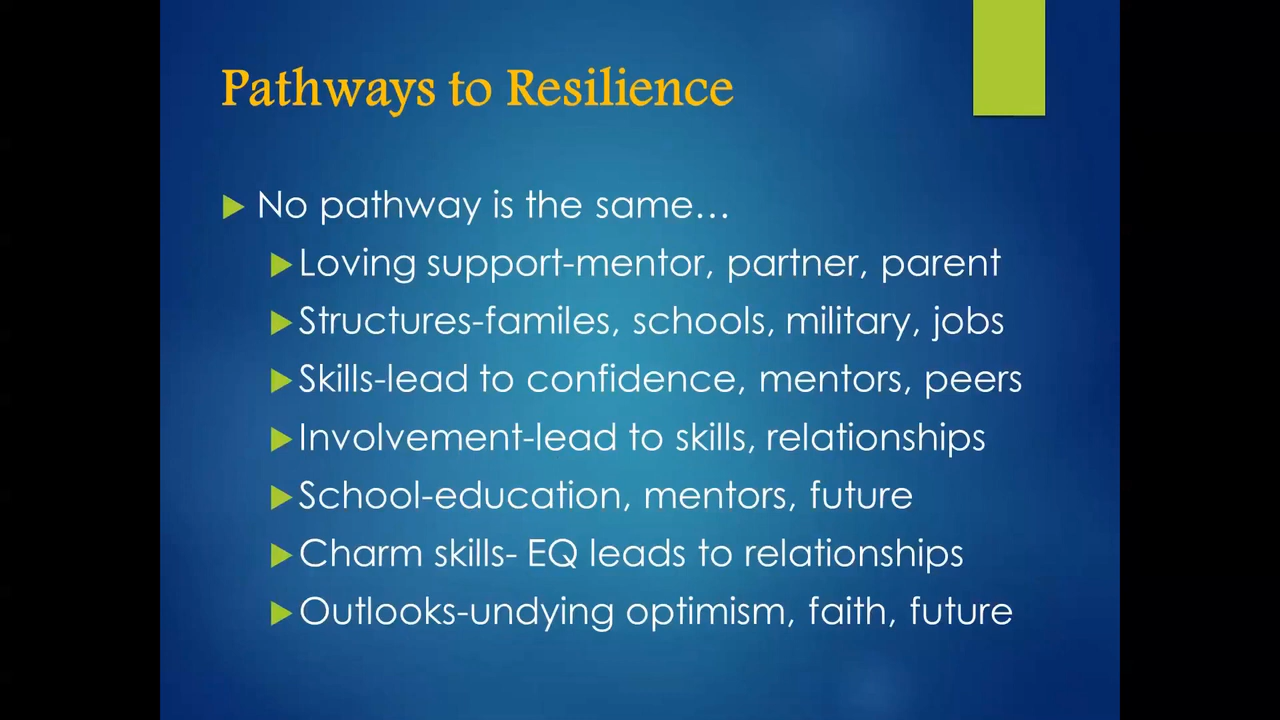 Pathways to Resilience
No pathway is the same...
Loving support-mentor, partner, parent
Structures-familes, schools, military, jobs
Skills-lead to confidence, mentors, peers
Involvement-lead to skills, relationships
School-education, mentors, future
Charm skills- EQ leads to relationships
Outlooks-undying optimism, faith, future